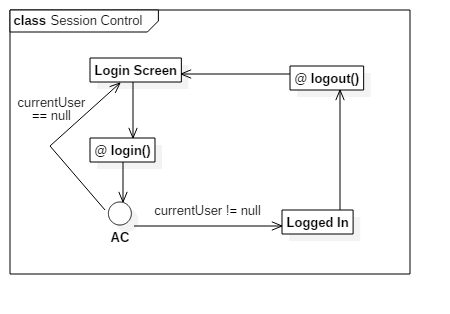 class Session Control
Login Screen
@ logout()
currentUser
== null
@ login()
currentUser != null
Logged In
AC